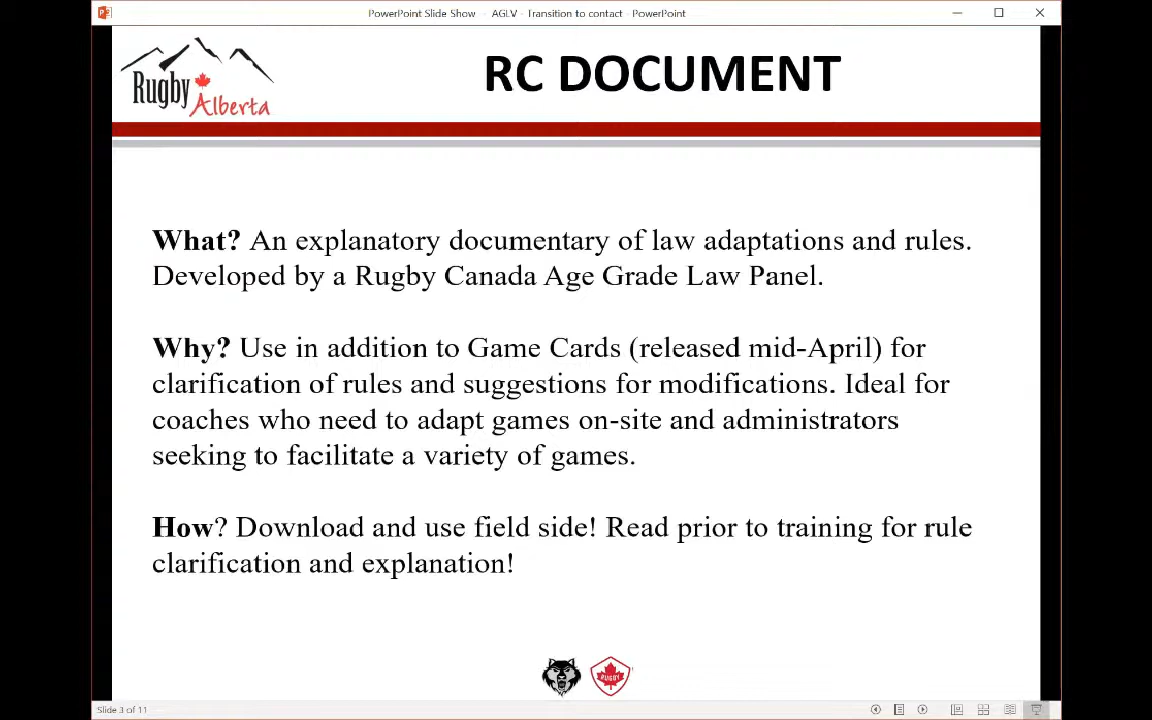 PowerPoint Slide Show - AGLV - Transition to contact - PowerPoint
Rugby
Alberta
RC DOCUMENT
What? An explanatory documentary of law adaptations and rules.
Developed by a Rugby Canada Age Grade Law Panel.
Why? Use in addition to Game Cards (released mid-April) for
clarification of rules and suggestions for modifications. Ideal for
coaches who need to adapt games on-site and administrators
seeking to facilitate a variety of games.
How? Download and use field side! Read prior to training for rule
clarification and explanation!
RUGBY
Slide 3 of 11